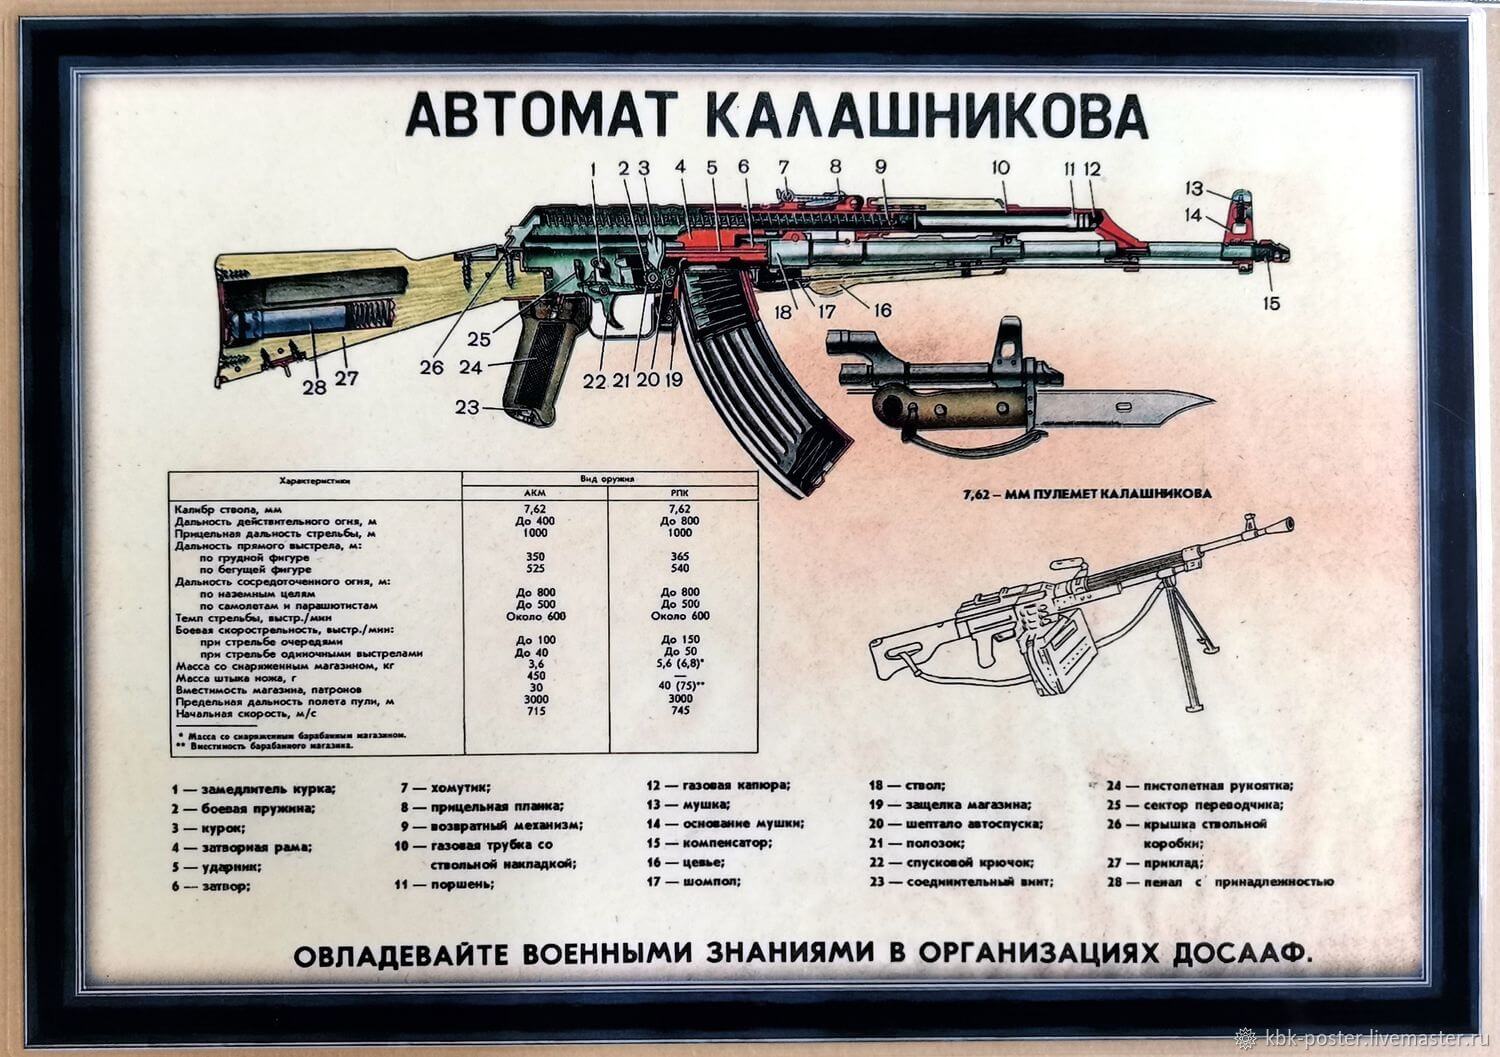 АВТОМАТ КАЛАШНИКОВА
1 2 3 4 5 6 7 8 9 10 11 12
13
14
15
16
17
18
25
26
24
27
28
22 21 20 19
23
7,62 – ММ ПУЛЕМЕТ КАЛАШНИКОВА
Характеристики Вид оружия
АКМ РПК
Калибр ствола, мм 7,62 7,62
Дальность действительного огня, м До 400 До 800
Прицельная дальность стрельбы, м 1000 1000
Дальность прямого выстрела, м:
по грудной фигуре 350 365
по бегущей фигуре 525 540
Дальность сосредоточенного огня, м:
по наземным целям До 800 До 800
по самолетам и парашютистам До 500 До 500
Темп стрельбы, выстр./мин Около 600 Около 600
Боевая скорострельность, выстр./мин:
при стрельбе очередями До 100 До 150
при стрельбе одиночными выстрелами До 40 До 50
Масса со снаряженным магазином, кг 3,6 5,6 (6,8)*
Масса штыка ножа, г 450 —
Вместимость магазина, патронов 30 40 (75)**
Предельная дальность полета пули, м 3000 3000
Начальная скорость, м/с 715 745
* Масса со снаряженным барабанным магазином.
** Вместимость барабанного магазина.
1 — замедлитель курка;
2 — боевая пружина;
3 — курок;
4 — затворная рама;
5 — ударник;
6 — затвор;
7 — хомутик;
8 — прицельная планка;
9 — возвратный механизм;
10 — газовая трубка со
ствольной накладкой;
11 — поршень;
12 — газовая капюра;
13 — мушка;
14 — основание мушки;
15 — компенсатор;
16 — цевье;
17 — шомпол;
18 — ствол;
19 — защелка магазина;
20 — шептало автоспуска;
21 — полозок;
22 — спусковой крючок;
23 — соединительный винт;
24 — пистолетная рукоятка;
25 — сектор переводчика;
26 — крышка ствольной
коробки;
27 — приклад;
28 — пенал с принадлежностью
ОВЛАДЕВАЙТЕ ВОЕННЫМИ ЗНАНИЯМИ В ОРГАНИЗАЦИЯХ ДОСААФ.
kbk-poster.livemaster.ru